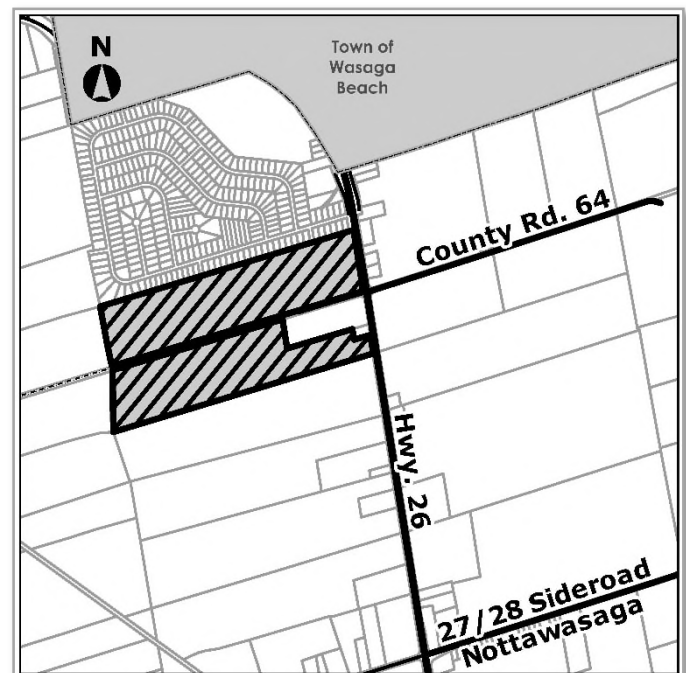 N
Town of
Wasaga
Beach
County Rd. 64
Hwy. 26
27/28 Sideroad
Nottawasaga